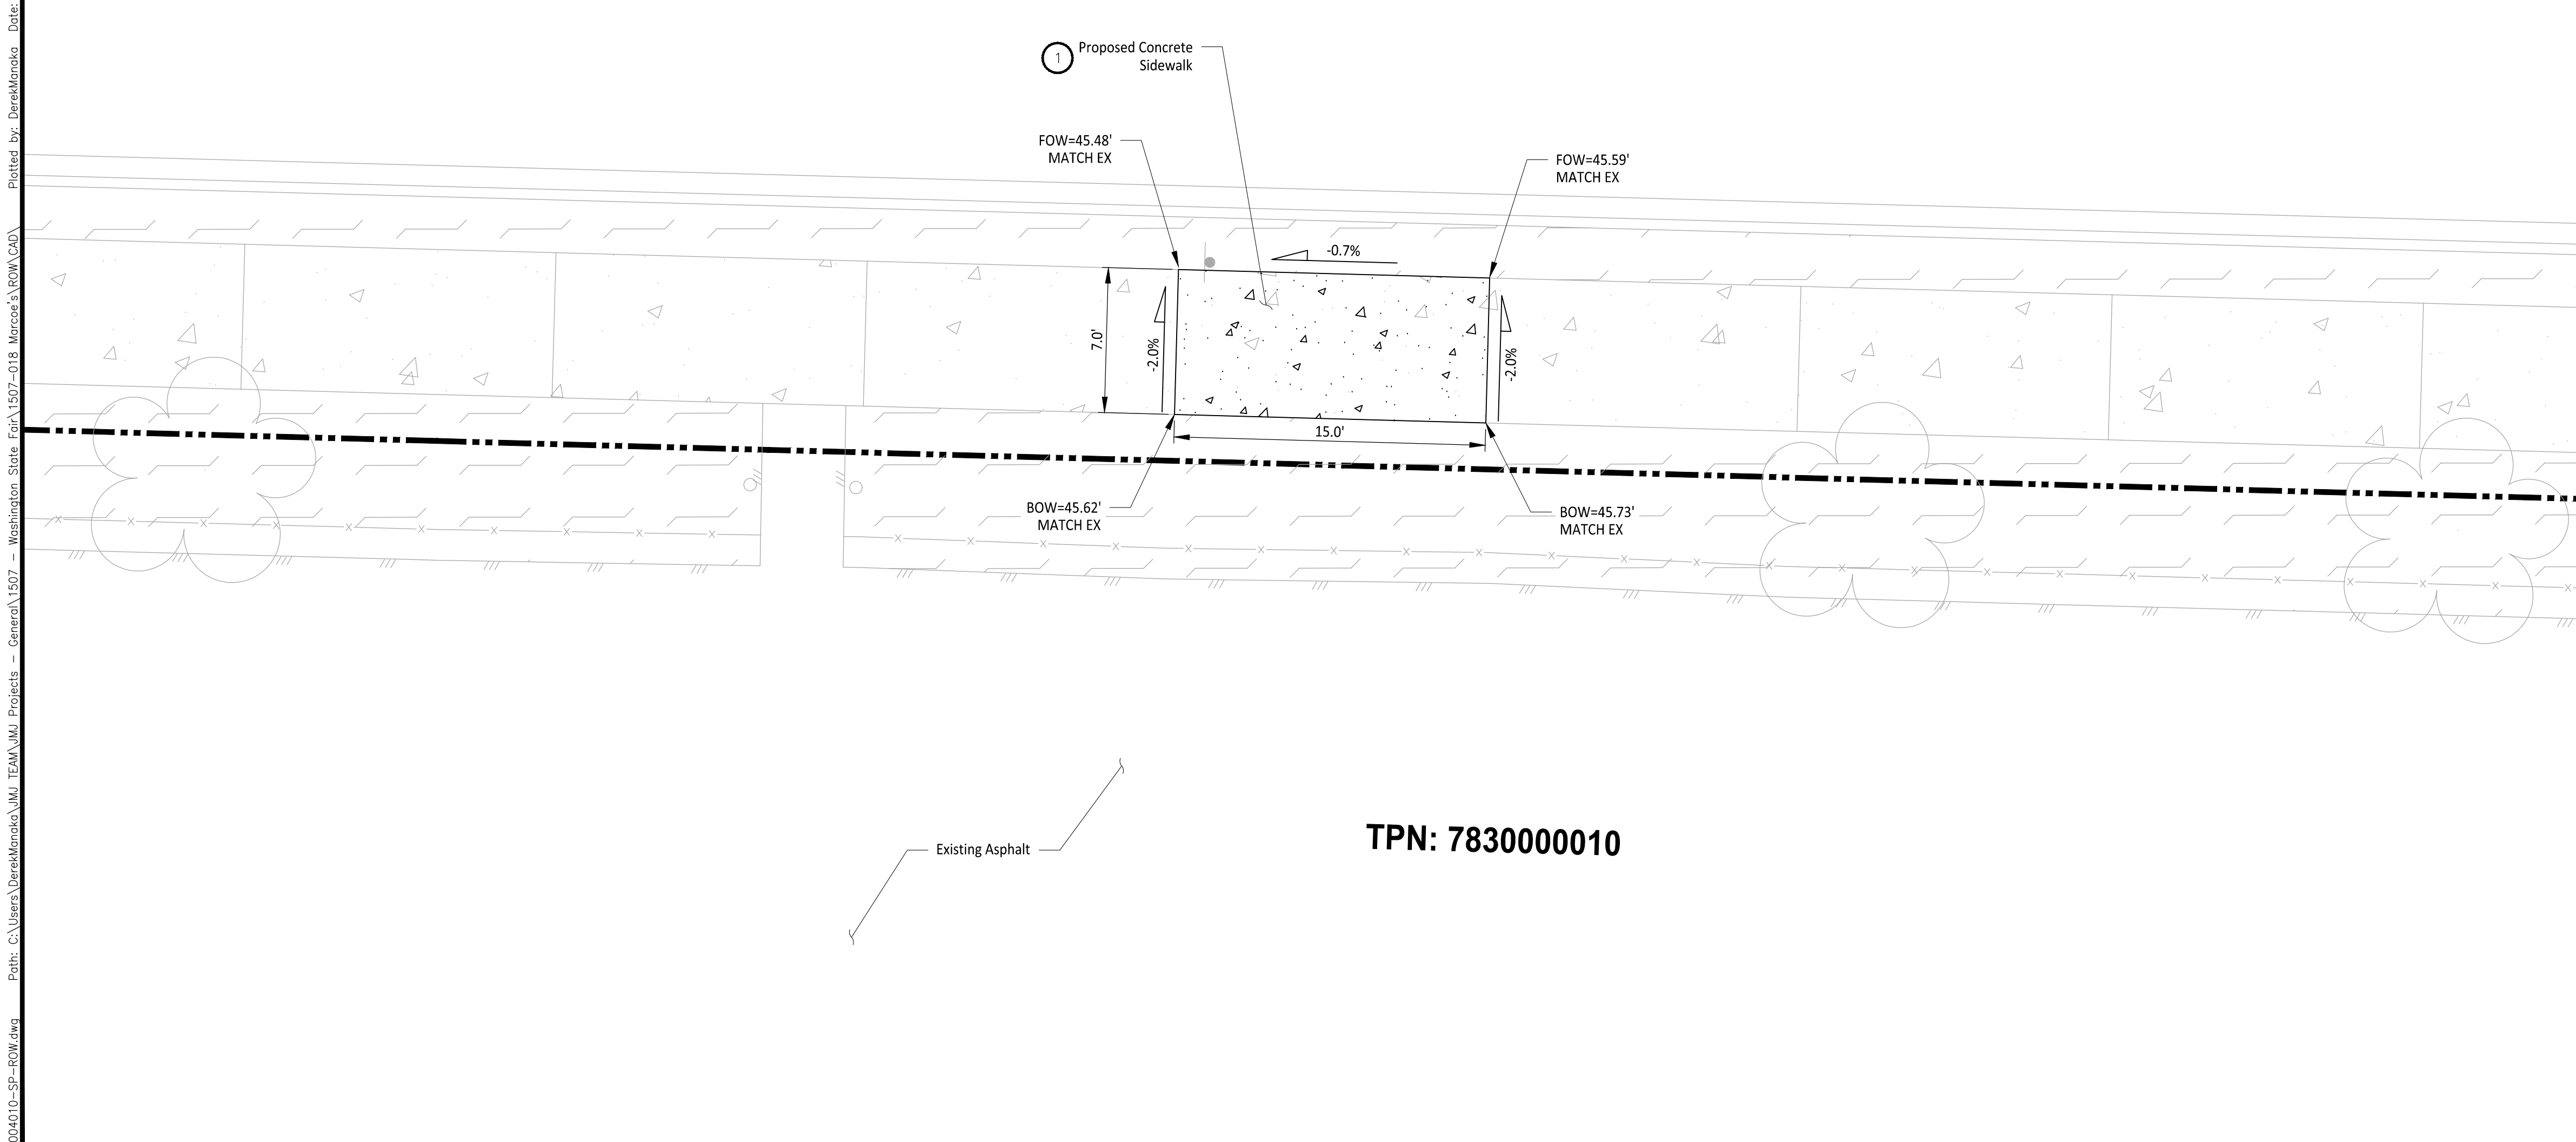 1
Proposed Concrete
Sidewalk
FOW=45.48'
MATCH EX
FOW=45.59'
MATCH EX
-0.7%
7.0'
-2.0%
-2.0%
15.0'
BOW=45.62'
MATCH EX
BOW=45.73'
MATCH EX
Existing Asphalt
TPN: 7830000010
004010-SP-ROW.dwg Path: C:\Users\DerekManaka\JMJ TEAM\JMJ Projects - General\1507 - Washington State Fair\1507-018 Marcoe's\ROW\CAD\ Plotted by: DerekManaka Date: